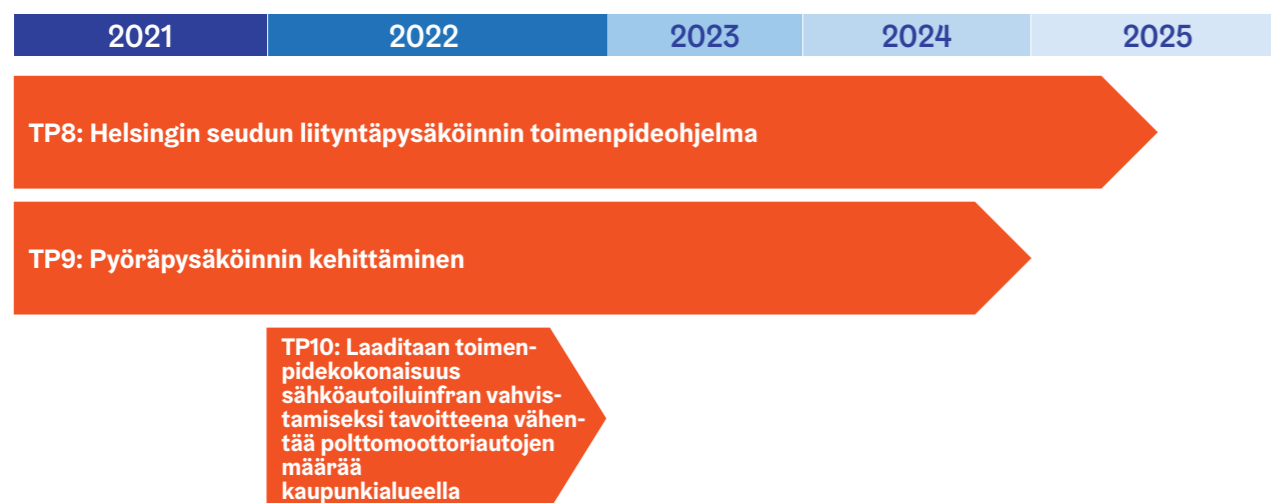 2021 2022 2023 2024 2025
TP8: Helsingin seudun liityntäpysäköinnin toimenpideohjelma
TP9: Pyöräpysäköinnin kehittäminen
TP10: Laaditaan toimen-
pidekokonaisuus
sähköautoiluinfran vahvis-
tamiseksi tavoitteena vähen-
tää polttomoottoriautojen
määrää
kaupunkialueella